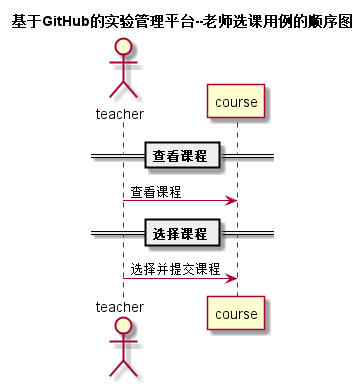 基于GitHub的实验管理平台--老师选课用例的顺序图
teacher
course
查看课程
查看课程
选择课程
选择并提交课程
teacher
course